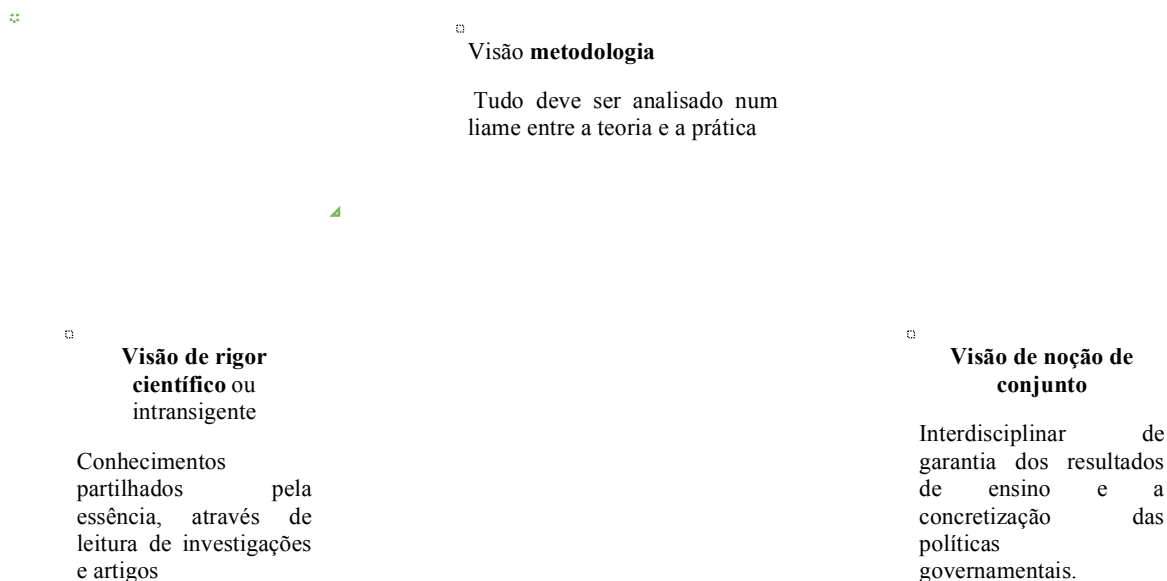 Visão metodologia
Tudo deve ser analisado num
liame entre a teoria e a prática
Visão de rigor
científico ou
intransigente
Conhecimentos
partilhados pela
essência, através de
leitura de investigações
e artigos
Visão de noção de
conjunto
Interdisciplinar de
garantia dos resultados
de ensino e a
concretização das
políticas
governamentais.